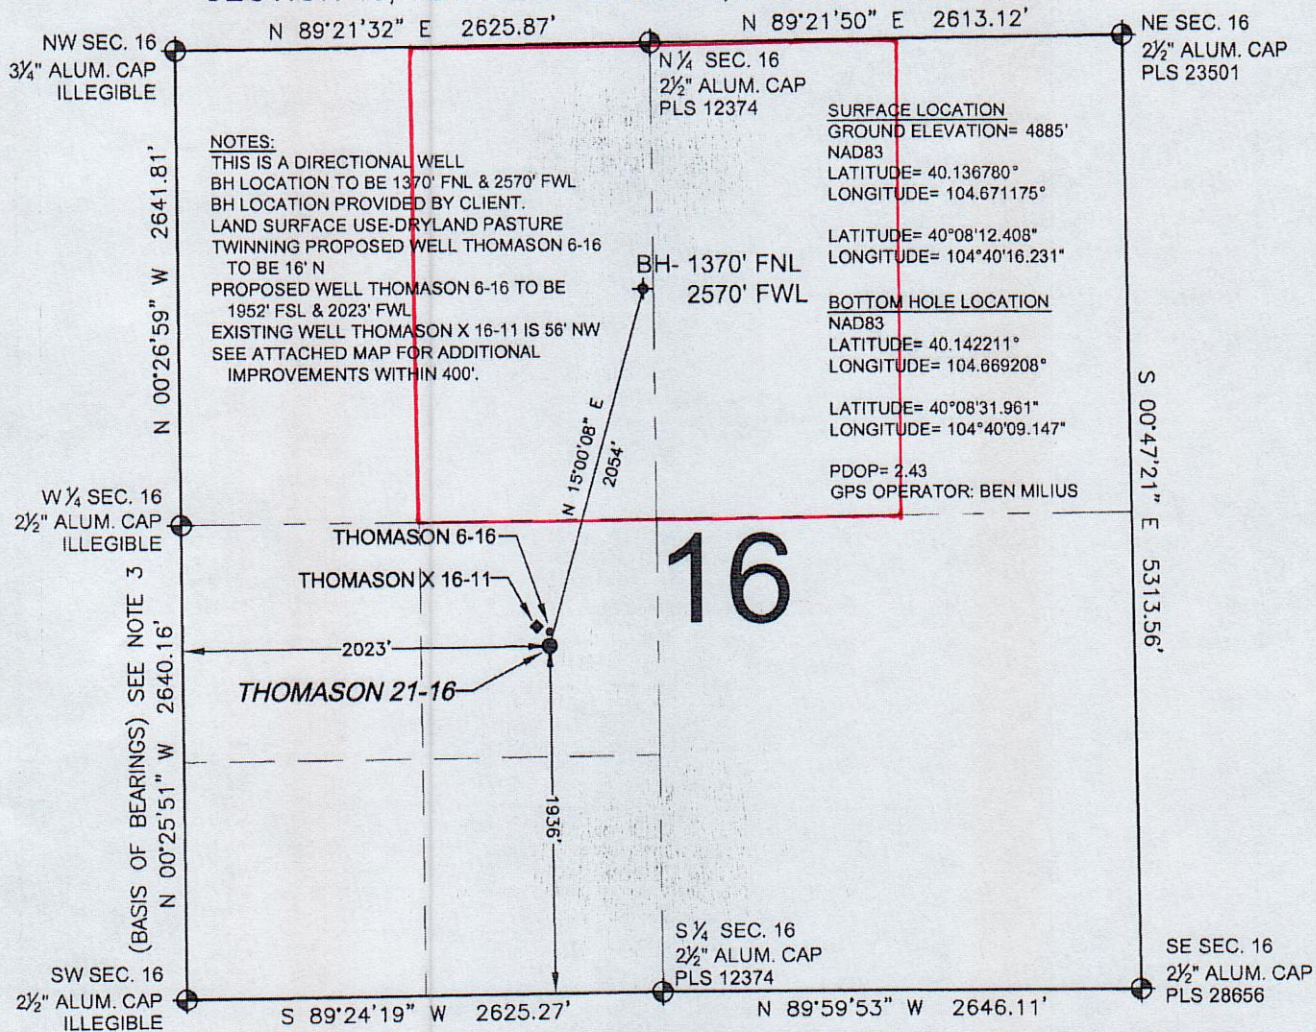 N 89°21'32" E 2625.87'
N 89°21'50" E 2613.12'
NW SEC. 16
3¼" ALUM. CAP
ILLEGIBLE
N ¼ SEC. 16
2½" ALUM. CAP
PLS 12374
NE SEC. 16
2½" ALUM. CAP
PLS 23501
NOTES:
THIS IS A DIRECTIONAL WELL
BH LOCATION TO BE 1370' FNL & 2570' FWL
BH LOCATION PROVIDED BY CLIENT.
LAND SURFACE USE-DRYLAND PASTURE
TWINNING PROPOSED WELL THOMASON 6-16
TO BE 16' N
PROPOSED WELL THOMASON 6-16 TO BE
1952' FSL & 2023' FWL
EXISTING WELL THOMASON X 16-11 IS 56' NW
SEE ATTACHED MAP FOR ADDITIONAL
IMPROVEMENTS WITHIN 400'.
SURFACE LOCATION
GROUND ELEVATION= 4885'
NAD83
LATITUDE= 40.136780°
LONGITUDE= 104.671175°
LATITUDE= 40°08'12.408"
LONGITUDE= 104°40'16.231"
BOTTOM HOLE LOCATION
NAD83
LATITUDE= 40.142211°
LONGITUDE= 104.669208°
LATITUDE= 40°08'31.961"
LONGITUDE= 104°40'09.147"
PDOP= 2.43
GPS OPERATOR: BEN MILIUS
BH- 1370' FNL
2570' FWL
N 00°26'59" W 2641.81'
N 15°00'08" E
2054'
S 00°47'21" E 5313.56'
W ¼ SEC. 16
2½" ALUM. CAP
ILLEGIBLE
THOMASON 6-16
THOMASON X 16-11
16
2023'
THOMASON 21-16
1936'
(BASIS OF BEARINGS) SEE NOTE 3
N 00°25'51" W 2640.16'
SW SEC. 16
2½" ALUM. CAP
ILLEGIBLE
S 89°24'19" W 2625.27'
S ¼ SEC. 16
2½" ALUM. CAP
PLS 12374
N 89°59'53" W 2646.11'
SE SEC. 16
2½" ALUM. CAP
PLS 28656